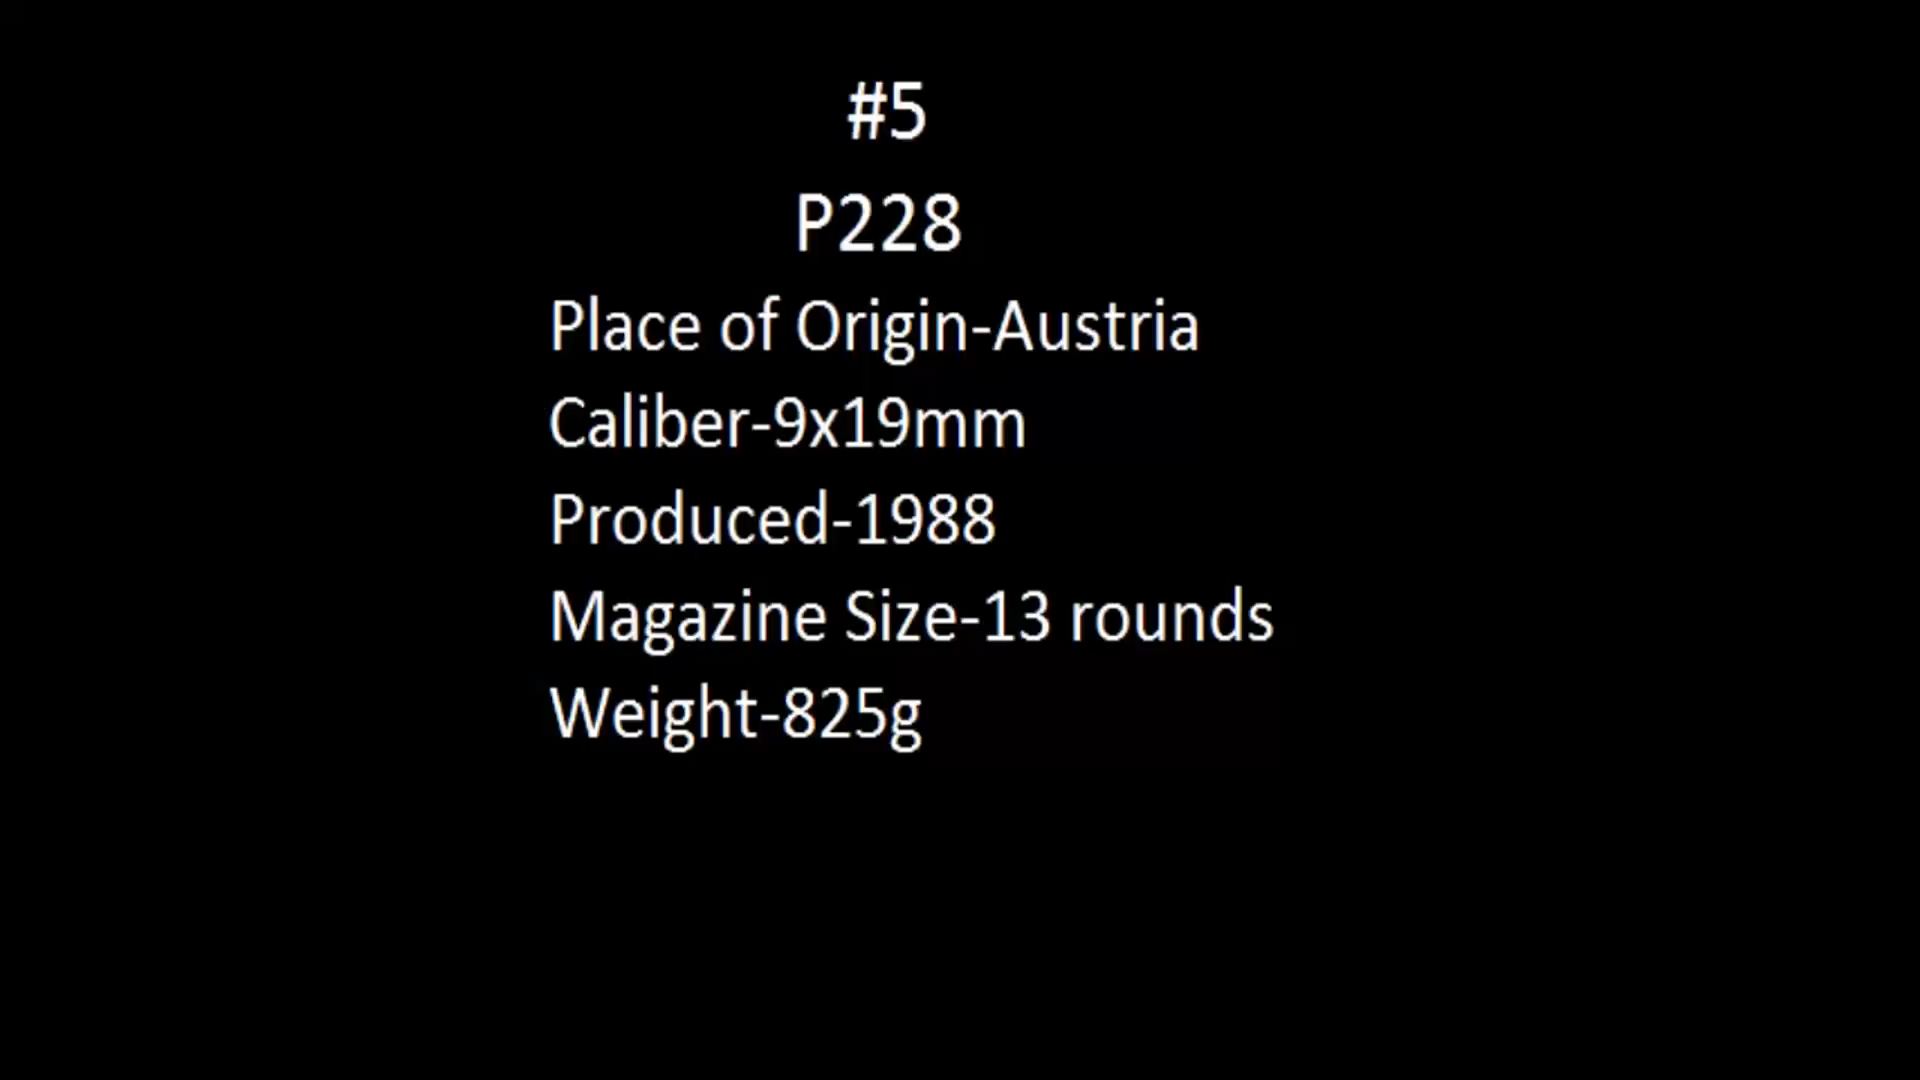 #5
P228
Place of Origin-Austria
Caliber-9x19mm
Produced-1988
Magazine Size-13 rounds
Weight-825g